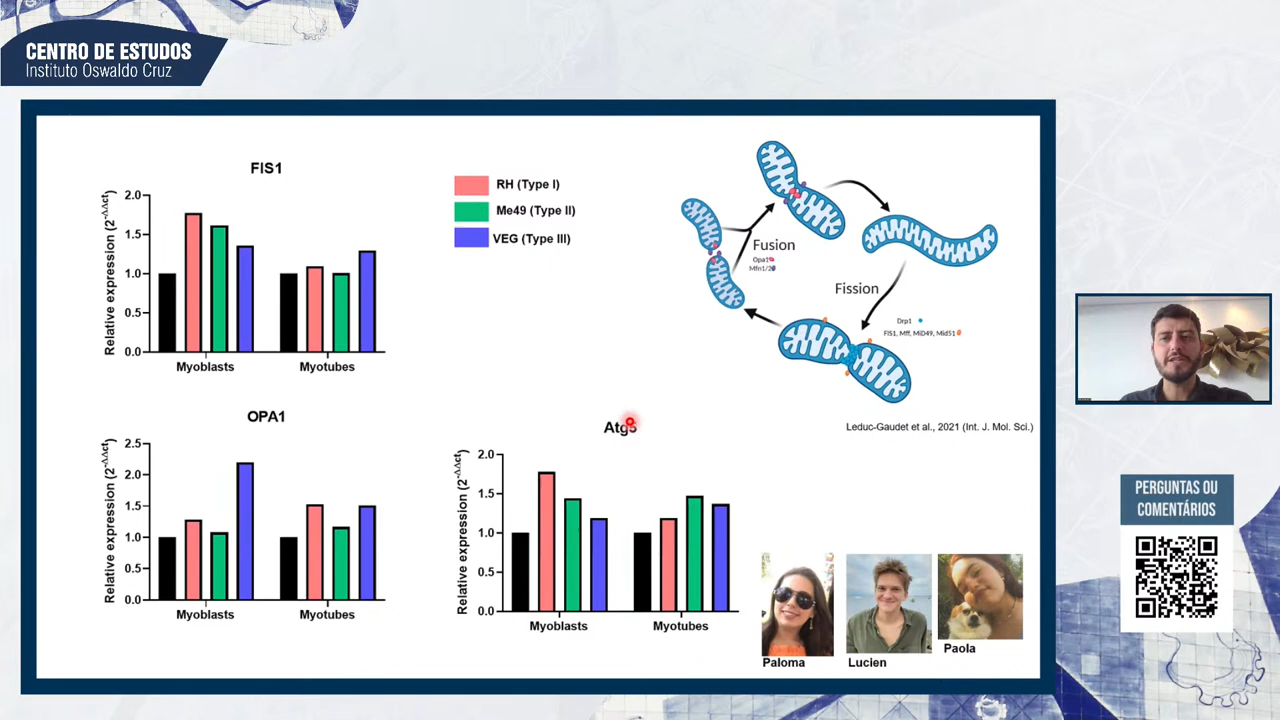 CENTRO DE ESTUDOS
Instituto Oswaldo Cruz
FIS1
Relative expression (2^-ΔΔct)
2.0
1.5
1.0
0.5
0.0
Myoblasts
Myotubes
RH (Type I)
Me49 (Type II)
VEG (Type III)
Fusion
Opa1
Mfn1/2
Fission
Drp1
FIS1, Mff, MiD49, Mid51
Leduc-Gaudet et al., 2021 (Int. J. Mol. Sci.)
OPA1
Relative expression (2^-ΔΔct)
2.5
2.0
1.5
1.0
0.5
0.0
Myoblasts
Myotubes
Atg5
Relative expression (2^-ΔΔct)
2.0
1.5
1.0
0.5
0.0
Myoblasts
Myotubes
Paloma
Lucien
Paola
PERGUNTAS OU
COMENTÁRIOS